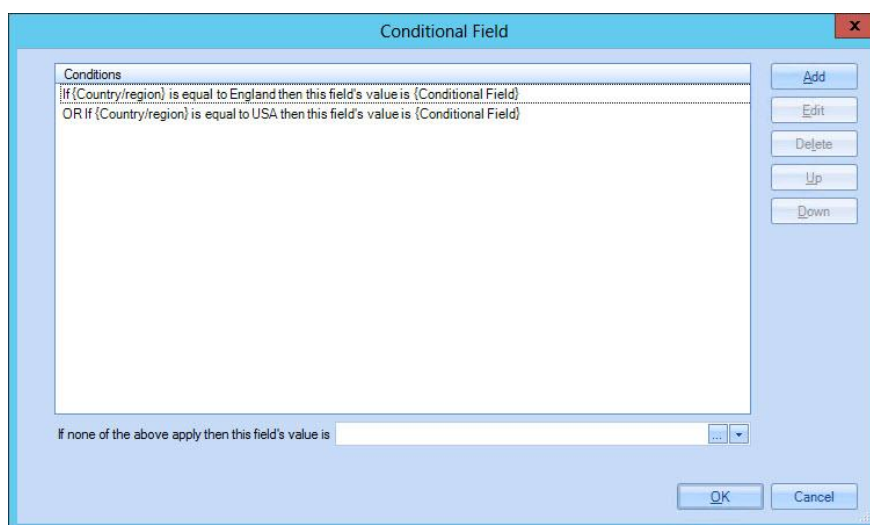 Conditional Field
x
Conditions
If {Country/region} is equal to England then this field's value is {Conditional Field}
OR If {Country/region} is equal to USA then this field's value is {Conditional Field}
Add
Edit
Delete
Up
Down
If none of the above apply then this field's value is
...
OK
Cancel